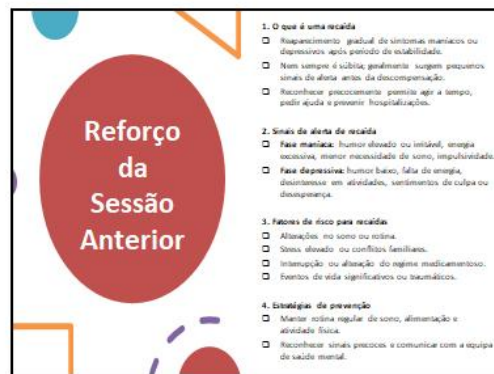 Reforço
da
Sessão
Anterior
1. O que é uma recaída
Reaparecimento gradual de sintomas maníacos ou
depressivos após período de estabilidade.
Nem sempre é súbita; geralmente surgem pequenos
sinais de alerta antes da descompensação.
Reconhecer precocemente permite agir a tempo,
pedir ajuda e prevenir hospitalizações.
2. Sinais de alerta de recaída
Fase maníaca: humor elevado ou irritável, energia
excessiva, menor necessidade de sono, impulsividade.
Fase depressiva: humor baixo, falta de energia,
desinteresse em atividades, sentimentos de culpa ou
desesperança.
3. Fatores de risco para recaídas
Alterações no sono ou rotina.
Stress elevado ou conflitos familiares.
Interrupção ou alteração do regime medicamentoso.
Eventos de vida significativos ou traumáticos.
4. Estratégias de prevenção
Manter rotina regular de sono, alimentação e
atividade física.
Reconhecer sinais precoces e comunicar com a equipa
de saúde mental.